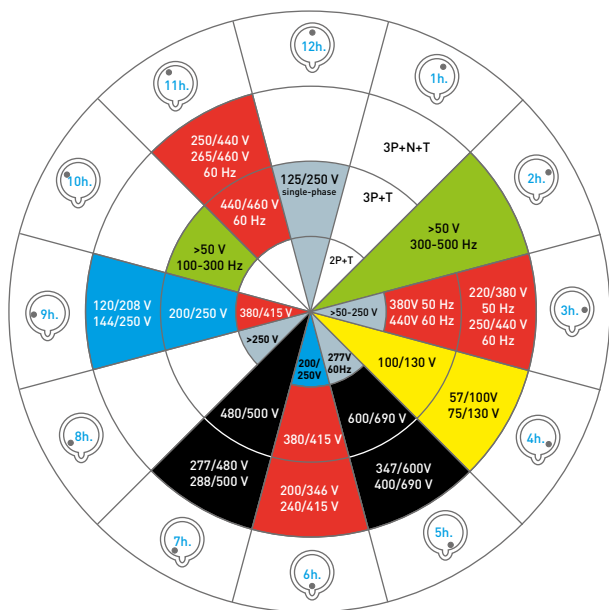 12h.
1h.
2h.
3h.
4h.
5h.
6h.
7h.
8h.
9h.
10h.
11h.
3P+N+T
3P+T
2P+T
125/250 V
single-phase
>50 V
300-500 Hz
220/380 V
50 Hz
250/440 V
60 Hz
380V 50 Hz
440V 60 Hz
>50-250 V
100/130 V
57/100V
75/130 V
277V
60Hz
600/690 V
347/600V
400/690 V
200/
250V
380/415 V
200/346 V
240/415 V
480/500 V
277/480 V
288/500 V
>250 V
380/415 V
200/250 V
120/208 V
144/250 V
>50 V
100-300 Hz
440/460 V
60 Hz
250/440 V
265/460 V
60 Hz